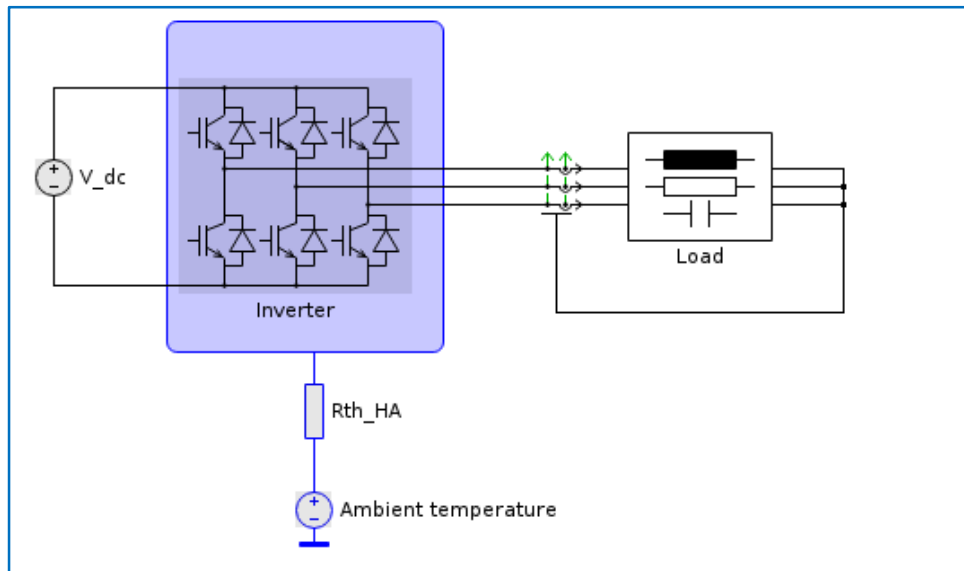 V_dc
Inverter
Load
Rth_HA
Ambient temperature